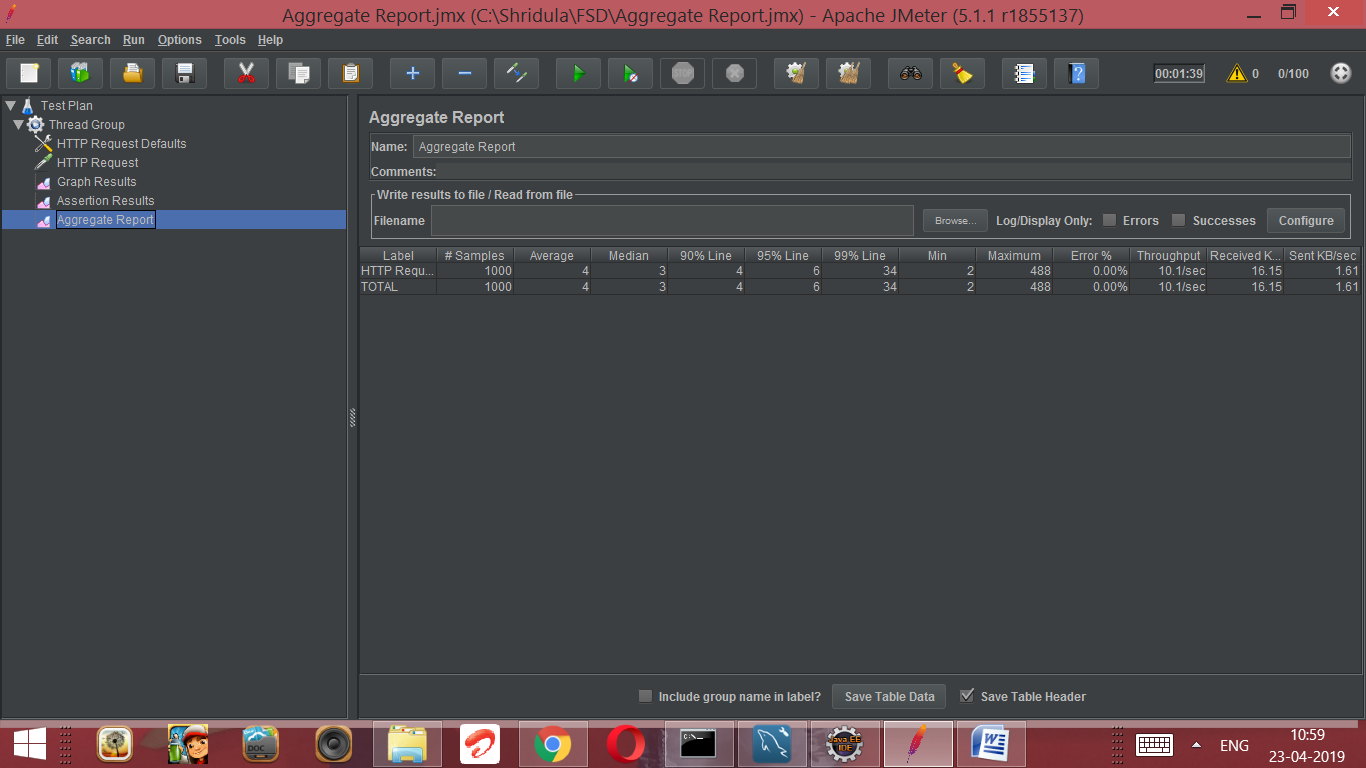 Aggregate Report.jmx (C:\Shridula\FSD\Aggregate Report.jmx) - Apache JMeter (5.1.1 r1855137)
File Edit Search Run Options Tools Help
STOP 00:01:39 0 0/100
Test Plan
Thread Group
HTTP Request Defaults
HTTP Request
Graph Results
Assertion Results
Aggregate Report
Aggregate Report
Name: Aggregate Report
Comments:
Write results to file / Read from file
Filename Browse... Log/Display Only: Errors Successes Configure
Label # Samples Average Median 90% Line 95% Line 99% Line Min Maximum Error % Throughput Received K... Sent KB/sec
HTTP Requ... 1000 4 3 4 6 34 2 488 0.00% 10.1/sec 16.15 1.61
TOTAL 1000 4 3 4 6 34 2 488 0.00% 10.1/sec 16.15 1.61
Include group name in label? Save Table Data Save Table Header
DOC Java EE IDE W ENG 10:59
23-04-2019